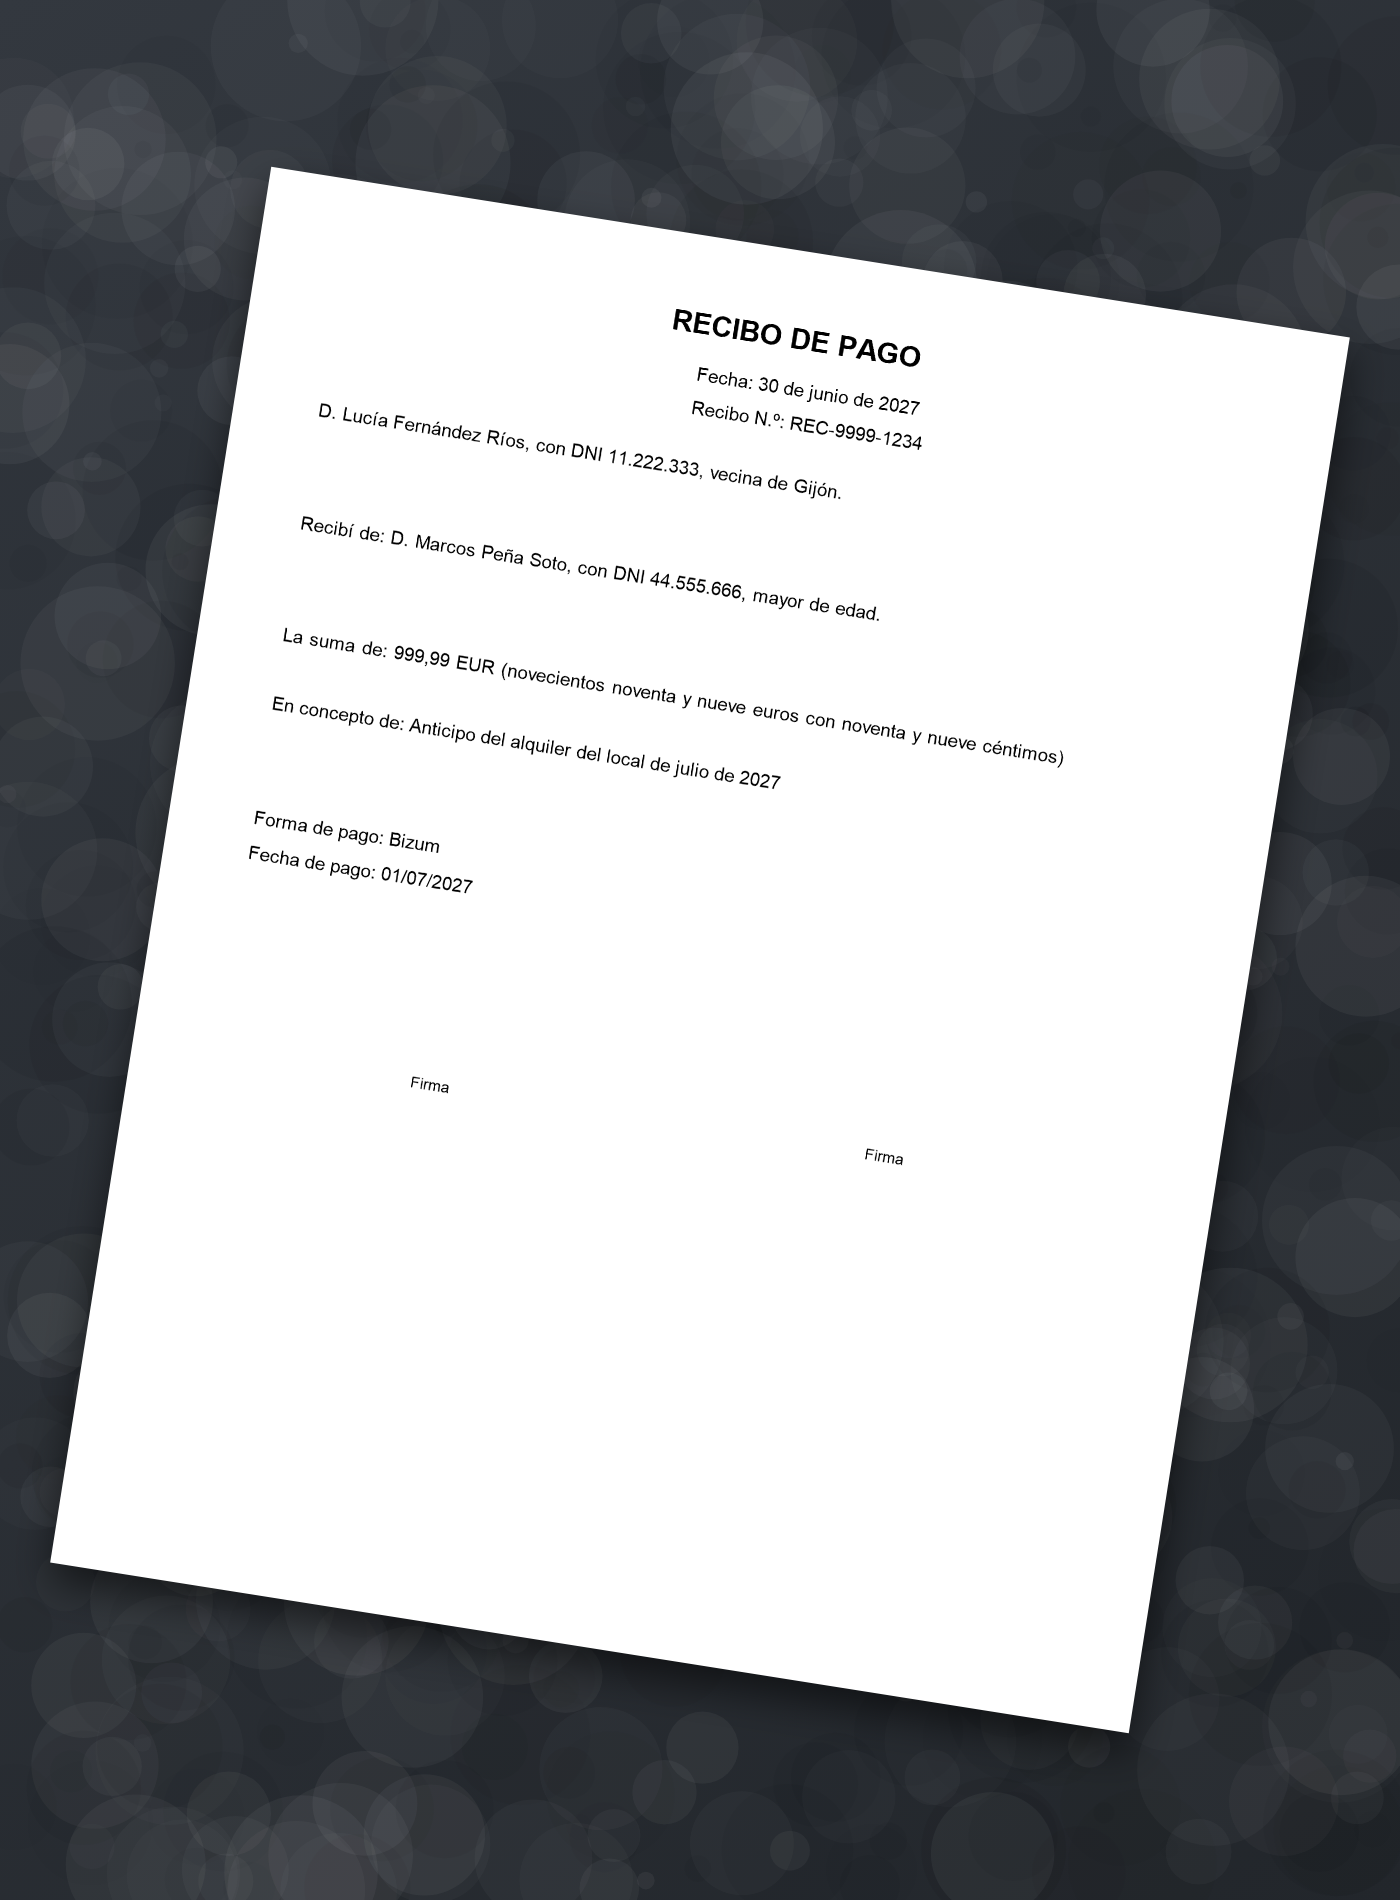 RECIBO DE PAGO
Fecha: 30 de junio de 2027
Recibo N.º: REC-9999-1234
D. Lucía Fernández Ríos, con DNI 11.222.333, vecina de Gijón.
Recibí de: D. Marcos Peña Soto, con DNI 44.555.666, mayor de edad.
La suma de: 999,99 EUR (novecientos noventa y nueve euros con noventa y nueve céntimos)
En concepto de: Anticipo del alquiler del local de julio de 2027
Forma de pago: Bizum
Fecha de pago: 01/07/2027
Firma
Firma